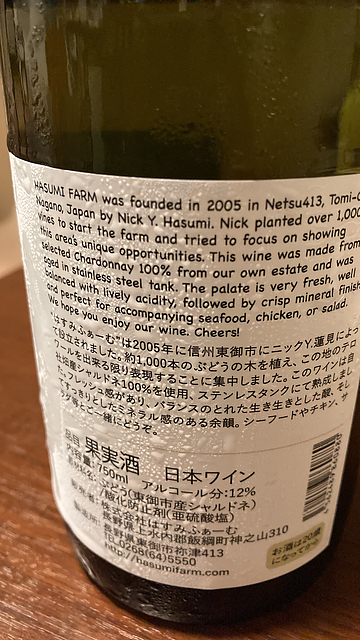 HASUMI FARM was founded in 2005 in Netsu413, Tomi-
Nagano, Japan by Nick Y. Hasumi. Nick planted over 1,000
vines to start the farm and tried to focus on showing
this area's unique opportunities. This wine was made from
selected Chardonnay 100% from our own estate and was
aged in stainless steel tank. The palate is very fresh, well
balanced with lively acidity, followed by crisp mineral finish
and perfect for accompanying seafood, chicken, or salad.
We hope you enjoy our wine. Cheers!
"はすみふぁーむ"は2005年に信州東御市にニックY.蓮見によっ
て設立されました。約1,000本のぶどうの木を植え、この地のテロ
ワールを出来る限り表現することに集中しました。このワインは自
社畑産シャルドネ100%を使用、ステンレスタンクにて熟成しまし
たフレッシュ感があり、バランスのとれた生き生きとした酸、そし
てすっきりとしたミネラル感のある余韻。シーフードやチキン、サ
ラダ等とご一緒にどうぞ。
品目 果実酒 日本ワイン
内容量:750ml アルコール分:12%
ぶどう(東御市産シャルドネ)
/酸化防止剤(亜硫酸塩)
株式会社はすみふぁーむ
長野県上水内郡飯綱町神之山310
長野県東御市祢津413
Tel.0268(64)5550
http://hasumifarm.com
お酒は20歳
になってから